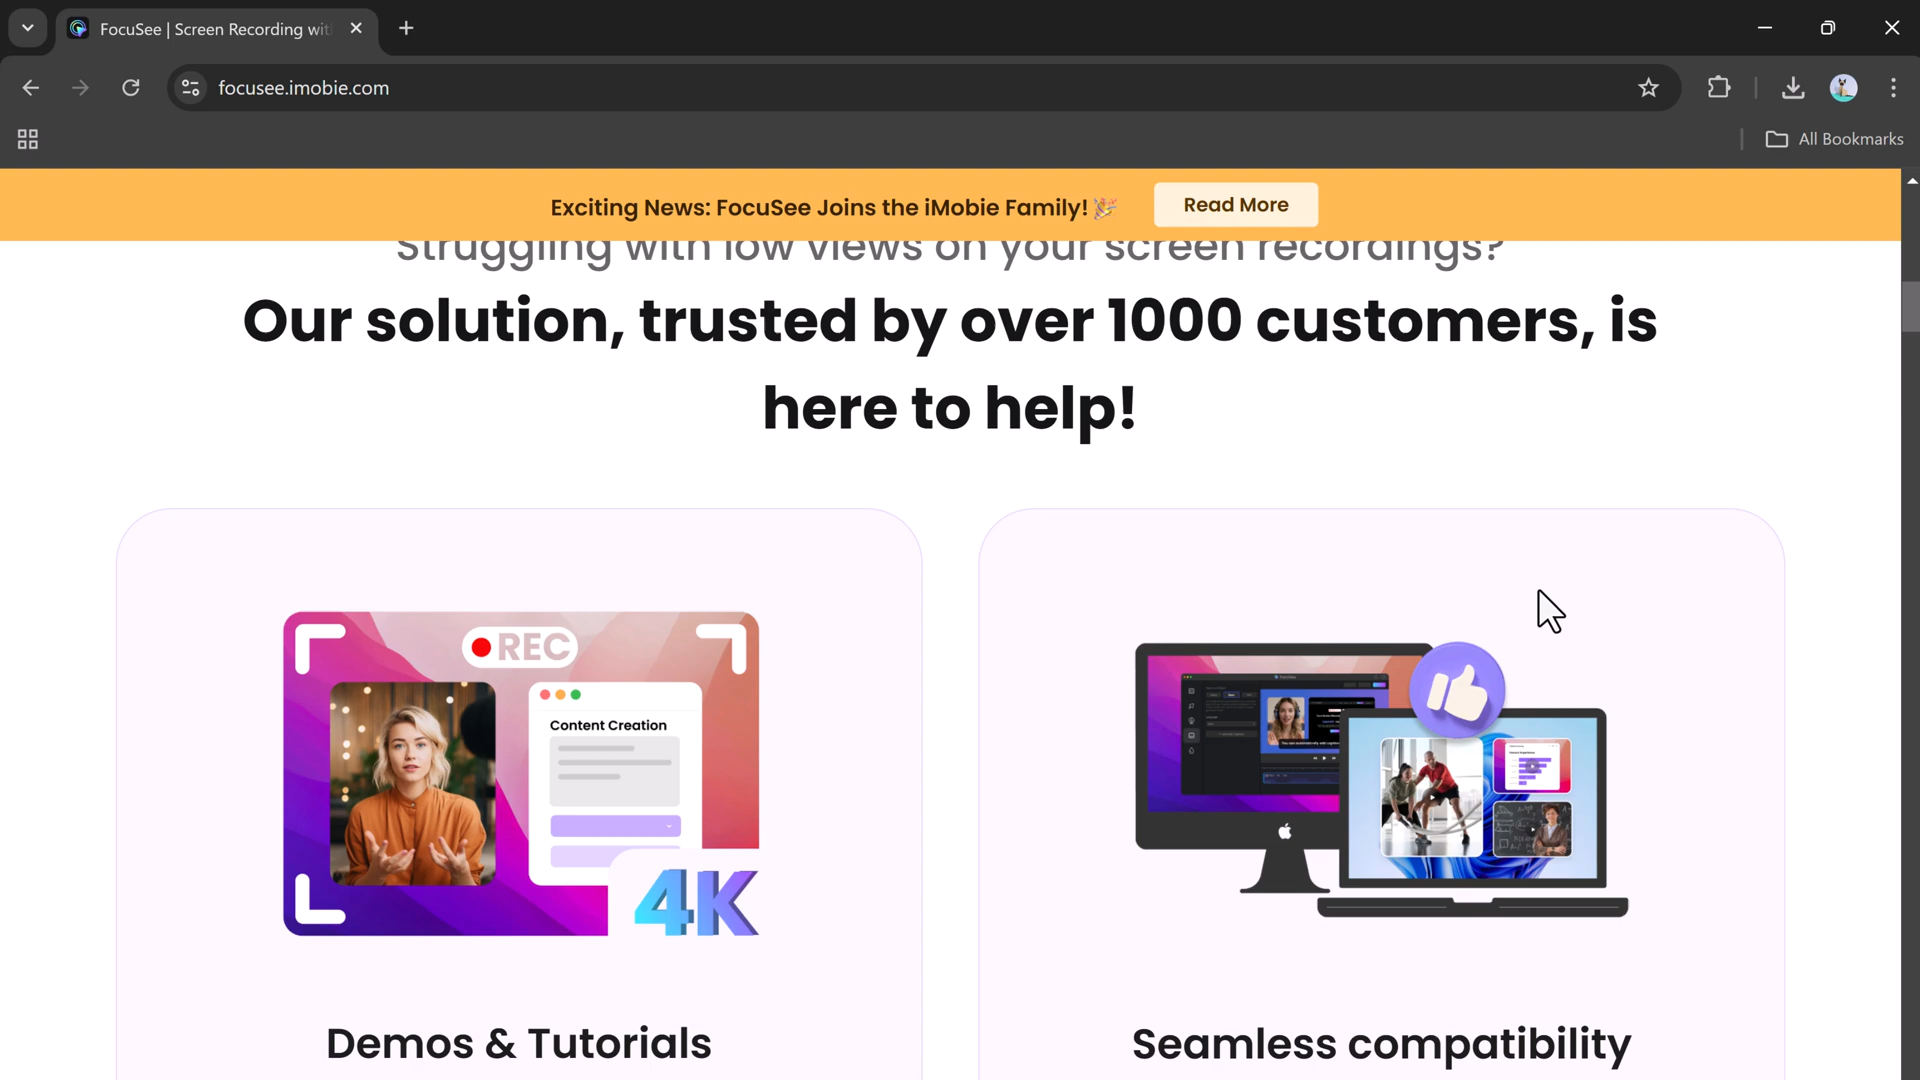 FocuSee | Screen Recording wit
focusee.imobie.com
All Bookmarks
Exciting News: FocuSee Joins the iMobie Family! 🎉
Read More
Struggling with low views on your screen recordings?
Our solution, trusted by over 1000 customers, is
here to help!
REC
Content Creation
4K
Demos & Tutorials
Seamless compatibility